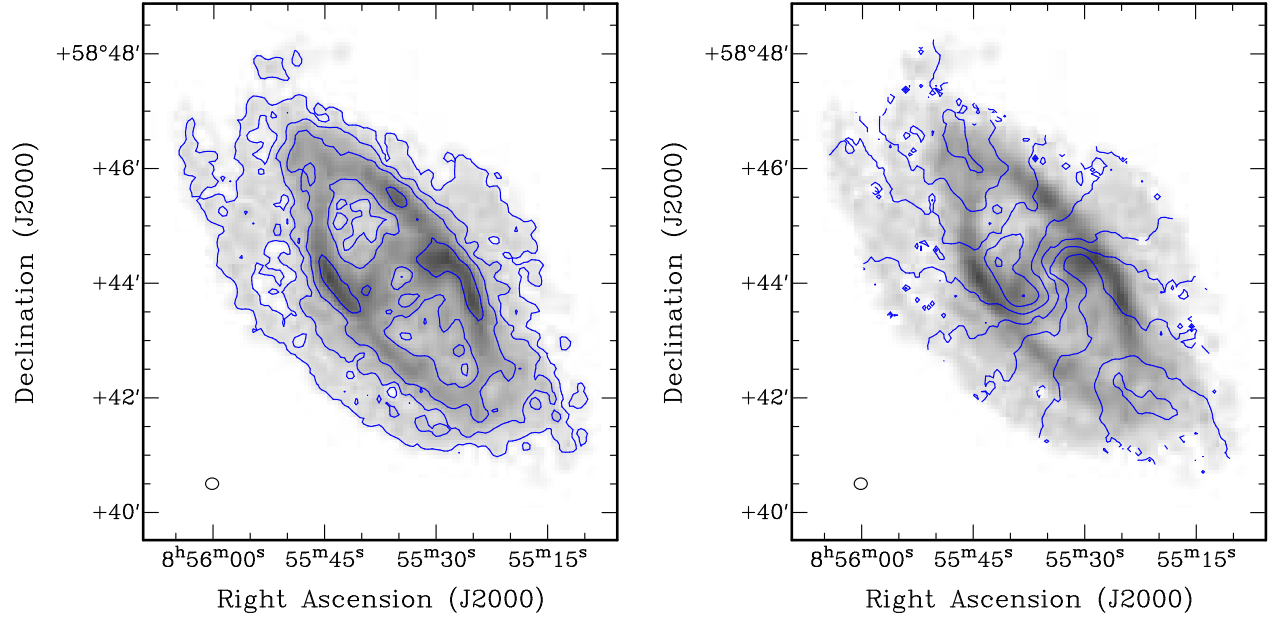 +58°48′
+46′
+44′
+42′
+40′
Declination (J2000)
8ʰ56ᵐ00ˢ
55ᵐ45ˢ
55ᵐ30ˢ
55ᵐ15ˢ
Right Ascension (J2000)
+58°48′
+46′
+44′
+42′
+40′
Declination (J2000)
8ʰ56ᵐ00ˢ
55ᵐ45ˢ
55ᵐ30ˢ
55ᵐ15ˢ
Right Ascension (J2000)